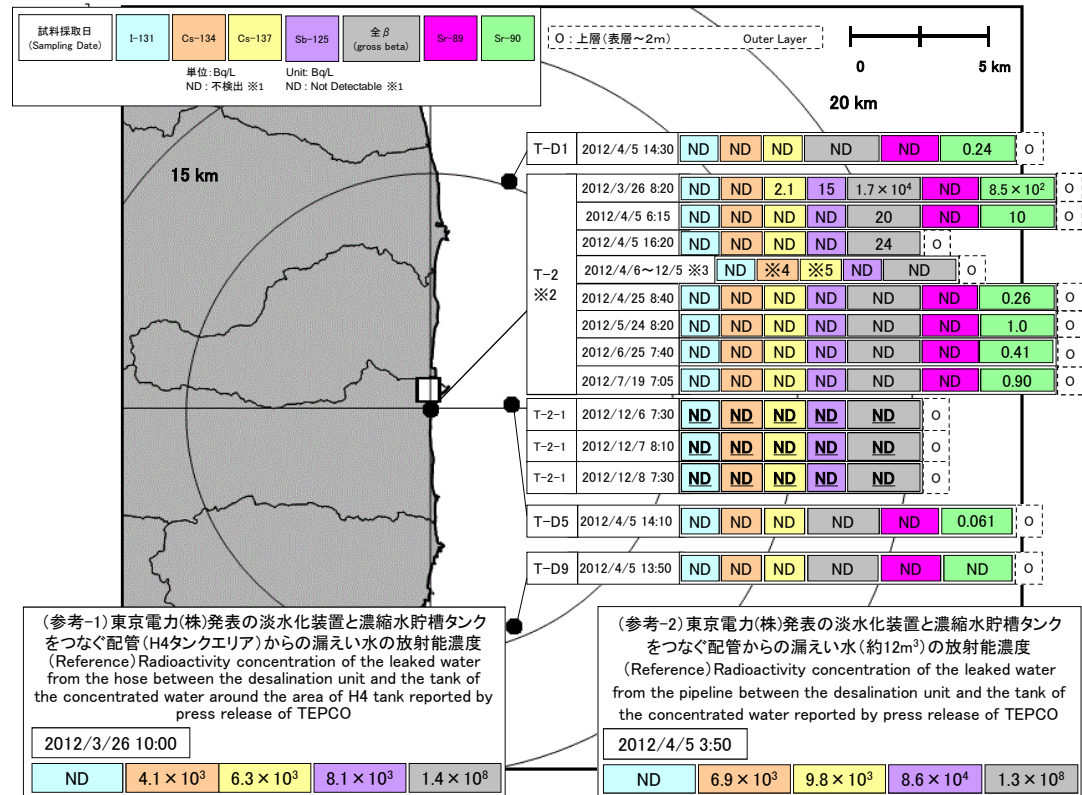 試料採取日
(Sampling Date)
I-131
Cs-134
Cs-137
Sb-125
全β
(gross beta)
Sr-89
Sr-90
単位:Bq/L Unit: Bq/L
ND : 不検出 ※1 ND : Not Detectable ※1
O : 上層(表層～2m) Outer Layer
0 5 km
20 km
15 km
T-D1 2012/4/5 14:30 ND ND ND ND ND 0.24 O
2012/3/26 8:20 ND ND 2.1 15 1.7×10⁴ ND 8.5×10² O
2012/4/5 6:15 ND ND ND ND 20 ND 10 O
2012/4/5 16:20 ND ND ND ND 24 O
T-2
※2
2012/4/6～12/5 ※3 ND ※4 ※5 ND ND O
2012/4/25 8:40 ND ND ND ND ND ND 0.26 O
2012/5/24 8:20 ND ND ND ND ND ND 1.0 O
2012/6/25 7:40 ND ND ND ND ND ND 0.41 O
2012/7/19 7:05 ND ND ND ND ND ND 0.90 O
T-2-1 2012/12/6 7:30 ND ND ND ND ND O
T-2-1 2012/12/7 8:10 ND ND ND ND ND O
T-2-1 2012/12/8 7:30 ND ND ND ND ND O
T-D5 2012/4/5 14:10 ND ND ND ND ND 0.061 O
T-D9 2012/4/5 13:50 ND ND ND ND ND ND O
(参考-1)東京電力(株)発表の淡水化装置と濃縮水貯槽タンク
をつなぐ配管(H4タンクエリア)からの漏えい水の放射能濃度
(Reference)Radioactivity concentration of the leaked water
from the hose between the desalination unit and the tank of
the concentrated water around the area of H4 tank reported by
press release of TEPCO
2012/3/26 10:00
ND 4.1×10³ 6.3×10³ 8.1×10³ 1.4×10⁸
(参考-2)東京電力(株)発表の淡水化装置と濃縮水貯槽タンク
をつなぐ配管からの漏えい水(約12m³)の放射能濃度
(Reference)Radioactivity concentration of the leaked water
from the pipeline between the desalination unit and the tank of
the concentrated water reported by press release of TEPCO
2012/4/5 3:50
ND 6.9×10³ 9.8×10³ 8.6×10⁴ 1.3×10⁸